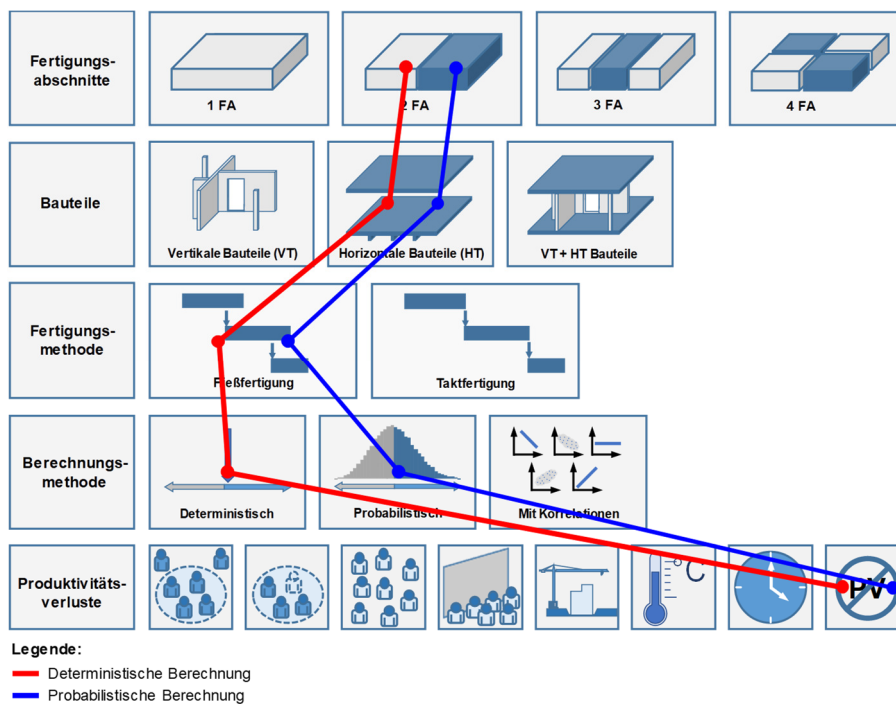 Fertigungs-
abschnitte
1 FA
2 FA
3 FA
4 FA
Bauteile
Vertikale Bauteile (VT)
Horizontale Bauteile (HT)
VT + HT Bauteile
Fertigungs-
methode
Fließfertigung
Taktfertigung
Berechnungs-
methode
Deterministisch
Probabilistisch
Mit Korrelationen
Produktivitäts-
verluste
°C
PV
Legende:
Deterministische Berechnung
Probabilistische Berechnung